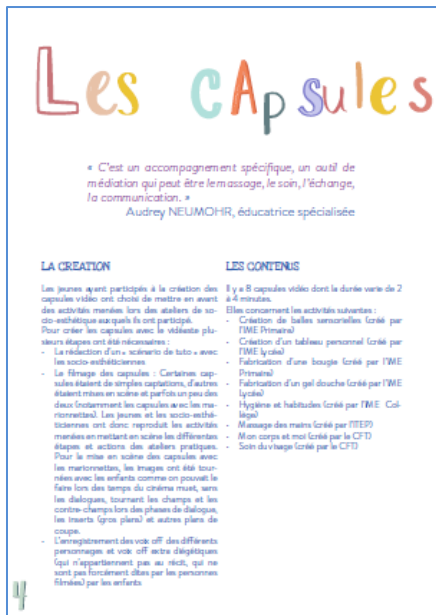 Les cApsules
« C'est un accompagnement spécifique, un outil de
médiation qui peut être le massage, le soin, l'échange,
la communication. »
Audrey NEUMOHR, éducatrice spécialisée
LA CREATION
Les jeunes ayant participés à la création des
capsules vidéo ont choisi de mettre en avant
des activités menées lors des ateliers de so-
cio-esthétique auxquels ils ont participé.
Pour créer les capsules avec le vidéaste plu-
sieurs étapes ont été nécessaires :
- La rédaction d'un « scénario de tuto » avec
les socio-esthéticiennes
- Le filmage des capsules : Certaines cap-
sules étaient de simples captations, d'autres
étaient mises en scène et parfois un peu des
deux (notamment les capsules avec les ma-
rionnettes). Les jeunes et les socio-esthé-
ticiennes ont donc reproduit les activités
menées en mettant en scène les différentes
étapes et actions des ateliers pratiques.
Pour la mise en scène des capsules avec
les marionnettes, les images ont été tour-
nées avec les enfants comme on pouvait le
faire lors des temps du cinéma muet, sans
les dialogues, tournant les champs et les
contre-champs lors des phases de dialogue,
les inserts (gros plans) et autres plans de
coupe.
- L'enregistrement des voix off des différents
personnages et voix off extra diégétiques
(qui n'appartiennent pas au récit, qui ne
sont pas forcément dites par les personnes
filmées) par les enfants
LES CONTENUS
Il y a 8 capsules vidéo dont la durée varie de 2
à 4 minutes.
Elles concernent les activités suivantes :
- Création de balles sensorielles (créé par
l'IME Primaire)
- Création d'un tableau personnel (créé par
l'IME Lycée)
- Fabrication d'une bougie (créé par l'IME
Primaire)
- Fabrication d'un gel douche (créé par l'IME
Lycée)
- Hygiène et habitudes (créé par l'IME Col-
lège)
- Massage des mains (créé par l'ITEP)
- Mon corps et moi (créé par le CFT)
- Soin du visage (créé par le CFT)
4